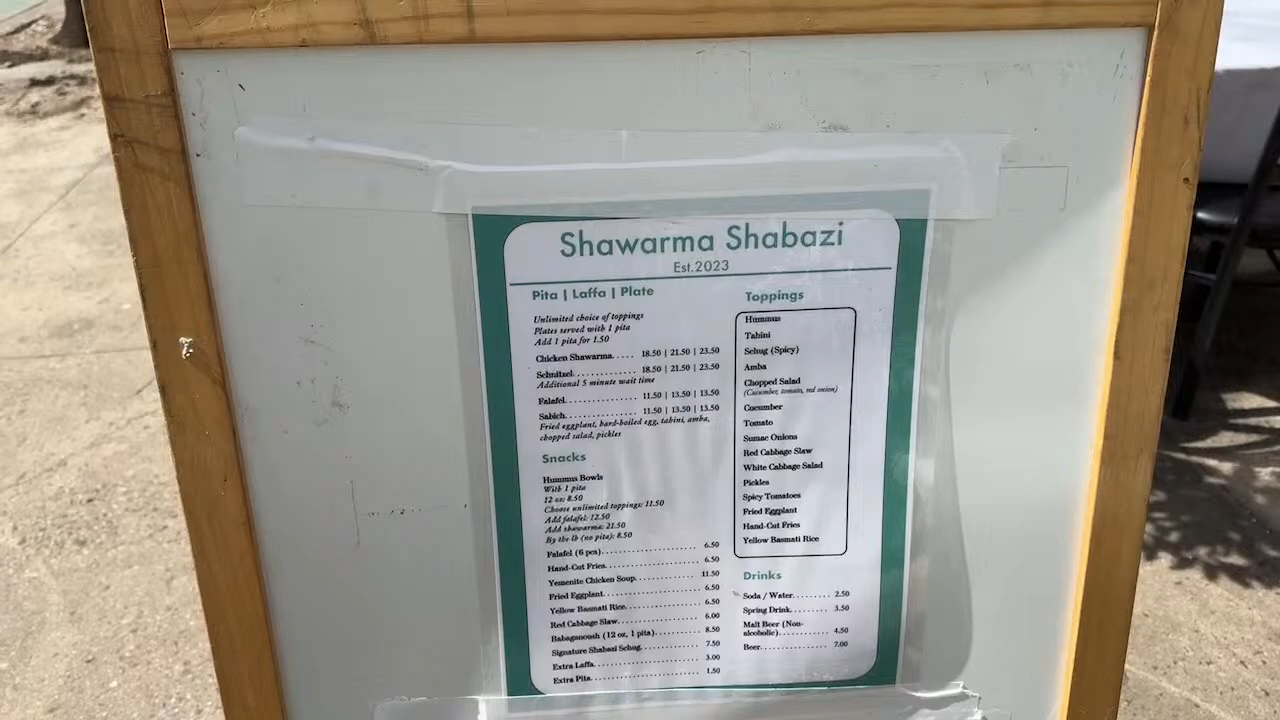 Shawarma Shabazi
Est.2023
Pita | Laffa | Plate
Unlimited choice of toppings
Plates served with 1 pita
Add 1 pita for 1.50
Chicken Shawarma..... 18.50 | 21.50 | 23.50
Schnitzel............. 18.50 | 21.50 | 23.50
Additional 5 minute wait time
Falafel............... 11.50 | 13.50 | 13.50
Sabich............... 11.50 | 13.50 | 13.50
Fried eggplant, hard-boiled egg, tahini, amba,
chopped salad, pickles
Snacks
Hummus Bowls
With 1 pita
12 oz: 8.50
Choose unlimited toppings: 11.50
Add falafel: 12.50
Add shawarma: 21.50
By the lb (no pita): 8.50
Falafel (6 pcs)..................... 6.50
Hand-Cut Fries.................... 6.50
Yemenite Chicken Soup............ 11.50
Fried Eggplant..................... 6.50
Yellow Basmati Rice................ 6.50
Red Cabbage Slaw.................. 6.00
Babaganoush (12 oz, 1 pita).......... 8.50
Signature Shabazi Schug............. 7.50
Extra Laffa......................... 3.00
Extra Pita.......................... 1.50
Toppings
Hummus
Tahini
Schug (Spicy)
Amba
Chopped Salad
(Cucumber, tomato, red onion)
Cucumber
Tomato
Sumac Onions
Red Cabbage Slaw
White Cabbage Salad
Pickles
Spicy Tomatoes
Fried Eggplant
Hand-Cut Fries
Yellow Basmati Rice
Drinks
Soda / Water........ 2.50
Spring Drink........ 3.50
Malt Beer (Non-
alcoholic)............. 4.50
Beer................ 7.00